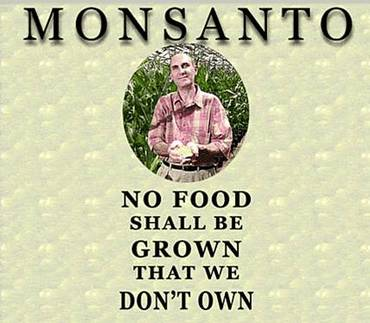 MONSANTO
NO FOOD
SHALL BE
GROWN
THAT WE
DON'T OWN